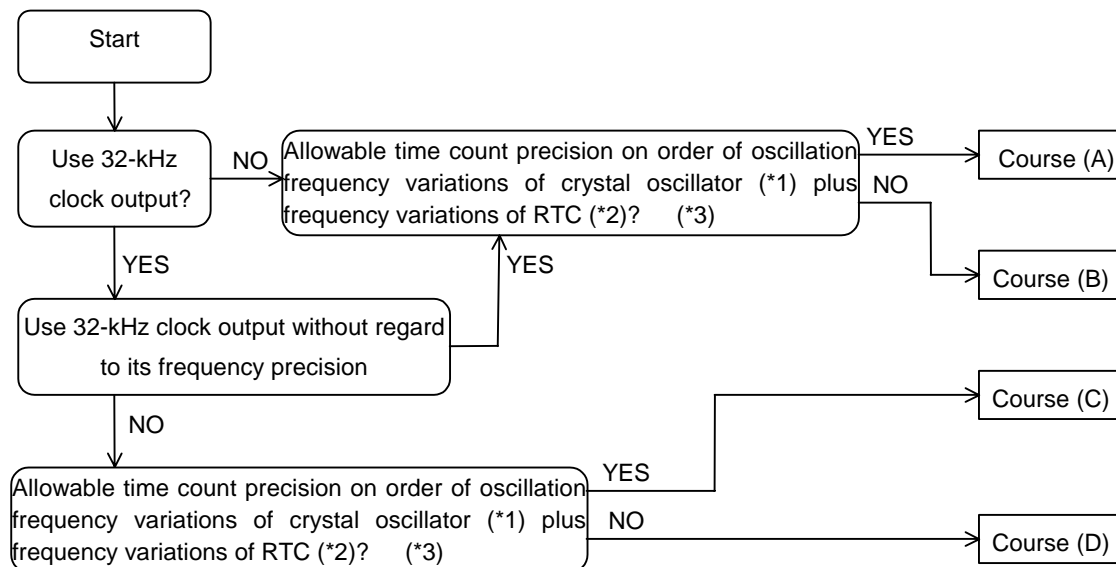 Start
Use 32-kHz
clock output?
NO
Allowable time count precision on order of oscillation
frequency variations of crystal oscillator (*1) plus
frequency variations of RTC (*2)? (*3)
YES
Course (A)
NO
Course (B)
YES
YES
Use 32-kHz clock output without regard
to its frequency precision
NO
Course (C)
Allowable time count precision on order of oscillation
frequency variations of crystal oscillator (*1) plus
frequency variations of RTC (*2)? (*3)
YES
NO
Course (D)